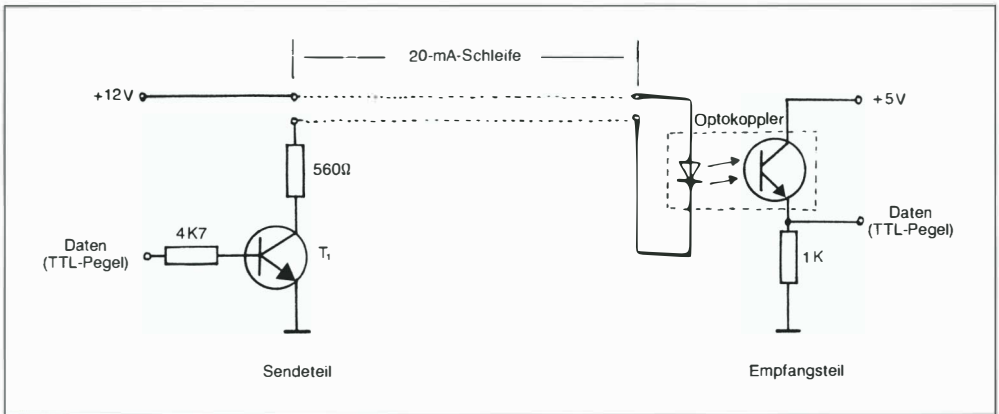 20-mA-Schleife
+12V
+5V
Optokoppler
560Ω
4K7
Daten
(TTL-Pegel)
T₁
Daten
(TTL-Pegel)
1K
Sendeteil
Empfangsteil